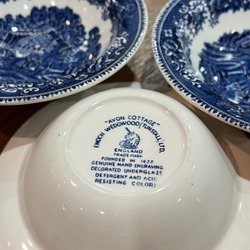 "AVON COTTAGE"
ENOCH WEDGWOOD (TUNSTALL) LTD.
ENGLAND
TRADE MARK
FOUNDED IN 1835
GENUINE HAND ENGRAVING
DECORATED UNDERGLAZE
DETERGENT AND ACID
RESISTING COLORS